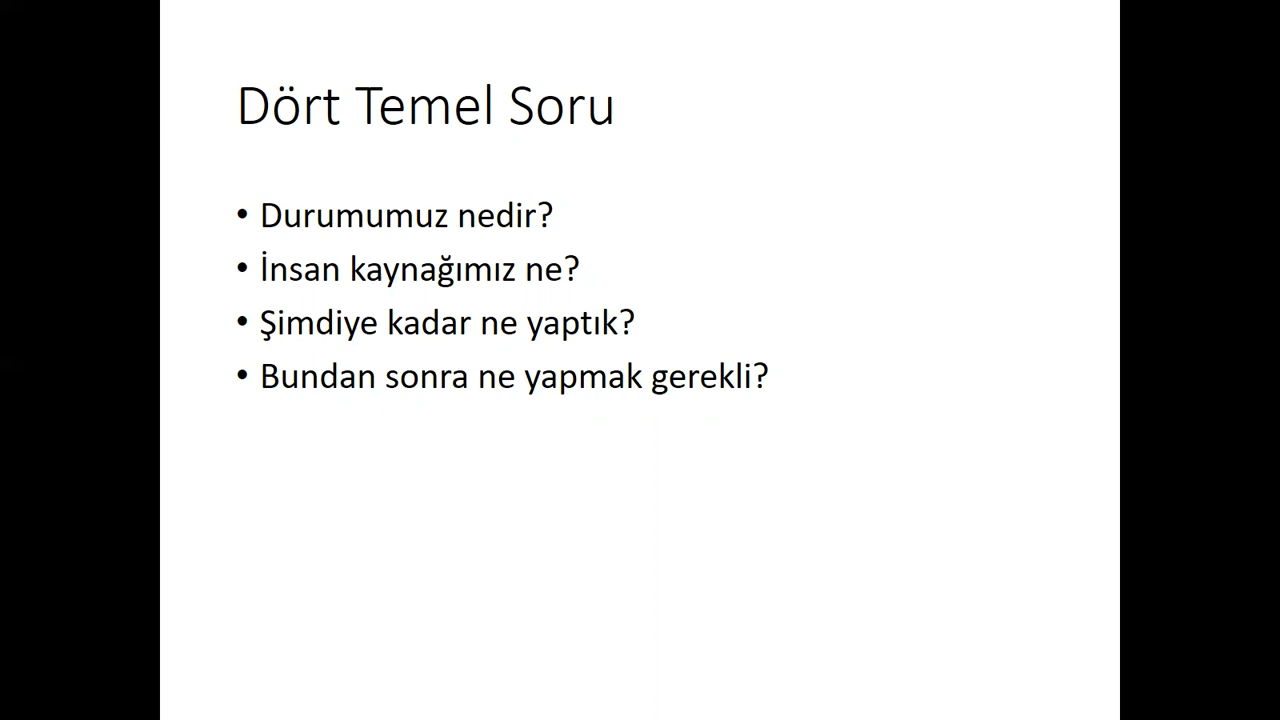 Dört Temel Soru
• Durumumuz nedir?
• İnsan kaynağımız ne?
• Şimdiye kadar ne yaptık?
• Bundan sonra ne yapmak gerekli?